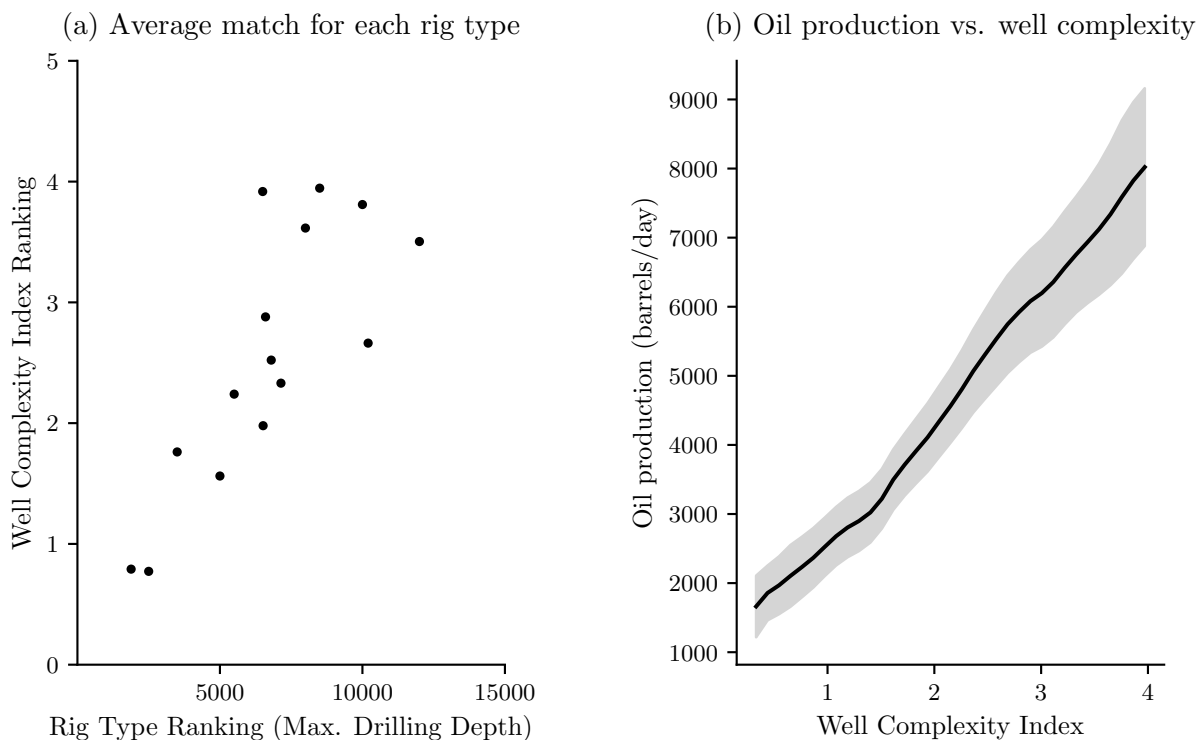 (a) Average match for each rig type
5
4
3
2
1
0
Well Complexity Index Ranking
5000 10000 15000
Rig Type Ranking (Max. Drilling Depth)
(b) Oil production vs. well complexity
9000
8000
7000
6000
5000
4000
3000
2000
1000
Oil production (barrels/day)
1 2 3 4
Well Complexity Index